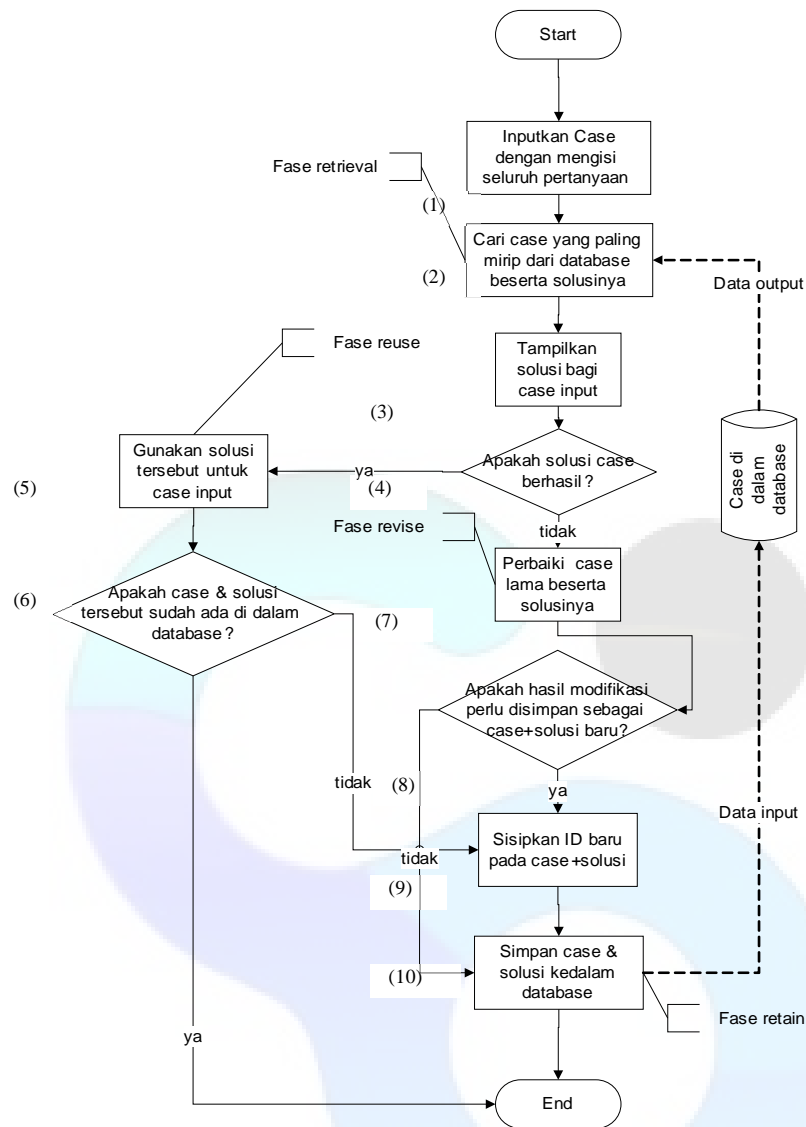 Start
Inputkan Case
dengan mengisi
seluruh pertanyaan
Fase retrieval
(1)
Cari case yang paling
mirip dari database
beserta solusinya
(2)
Data output
Tampilkan
solusi bagi
case input
Fase reuse
(3)
Gunakan solusi
tersebut untuk
case input
ya
(4)
Apakah solusi case
berhasil?
Case di
dalam
database
(5)
tidak
Fase revise
Perbaiki case
lama beserta
solusinya
(6)
Apakah case & solusi
tersebut sudah ada di dalam
database?
(7)
Apakah hasil modifikasi
perlu disimpan sebagai
case+solusi baru?
tidak
(8)
ya
Data input
Sisipkan ID baru
pada case+solusi
tidak
(9)
Simpan case &
solusi kedalam
database
(10)
Fase retain
ya
End